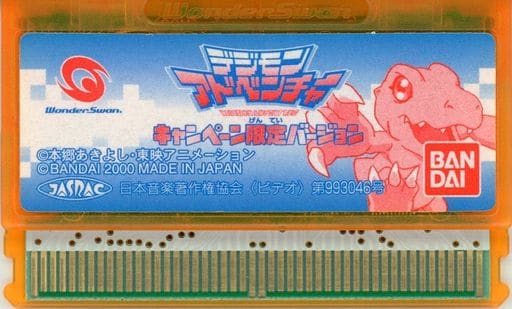 WonderSwan
WonderSwan
デジモン
アドベンチャー
げんてい
キャンペーン限定バージョン
©本郷あきよし・東映アニメーション
©BANDAI 2000 MADE IN JAPAN
BAN
DAI
JASRAC
日本音楽著作権協会〈ビデオ〉第993046号